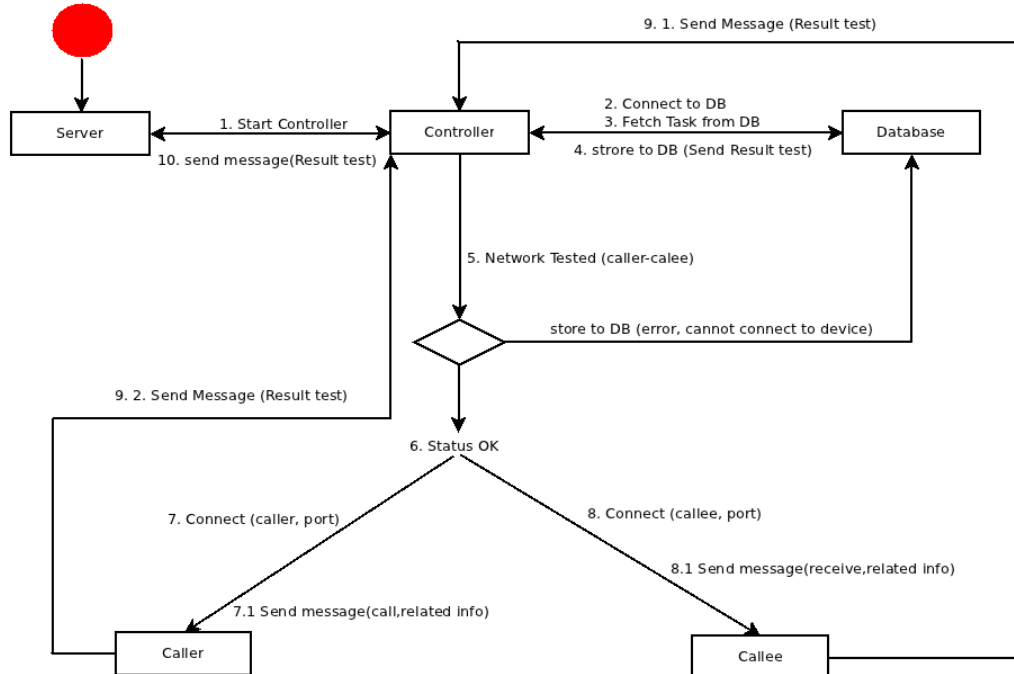 9. 1. Send Message (Result test)
Server
1. Start Controller
Controller
2. Connect to DB
3. Fetch Task from DB
Database
10. send message(Result test)
4. strore to DB (Send Result test)
5. Network Tested (caller-calee)
store to DB (error, cannot connect to device)
9. 2. Send Message (Result test)
6. Status OK
7. Connect (caller, port)
8. Connect (callee, port)
8.1 Send message(receive,related info)
7.1 Send message(call,related info)
Caller
Callee